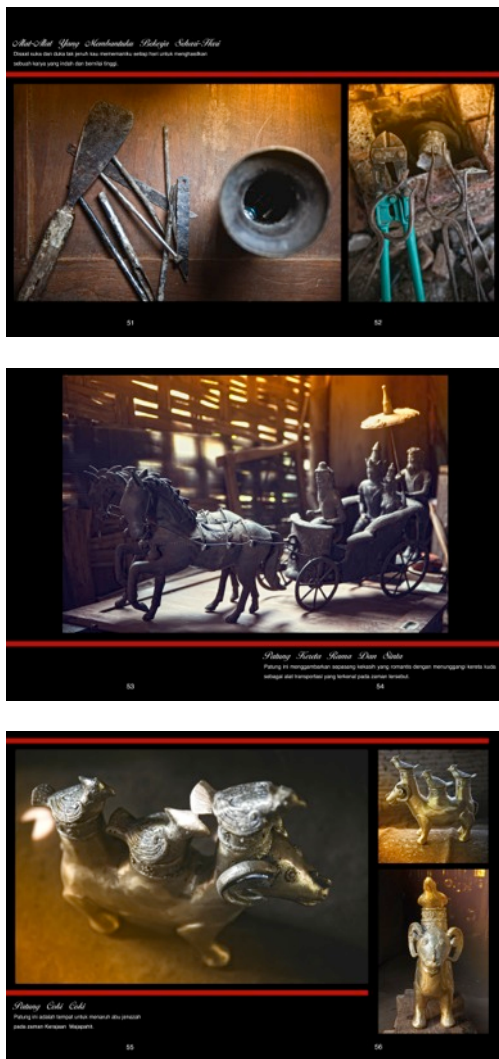 Alat-Alat Yang Membantuku Bekerja Sehari-Hari
Disaat suka dan duka tak jenuh kau menemaniku setiap hari untuk menghasilkan
sebuah karya yang indah dan bernilai tinggi.
51
52
Patung Kereta Rama Dan Sinta
Patung ini menggambarkan sepasang kekasih yang romantis dengan menunggangi kereta kuda
sebagai alat transportasi yang terkenal pada zaman tersebut.
53
54
Patung Coki Coki
Patung ini adalah tempat untuk menaruh abu jenazah
pada zaman Kerajaan Majapahit.
55
56